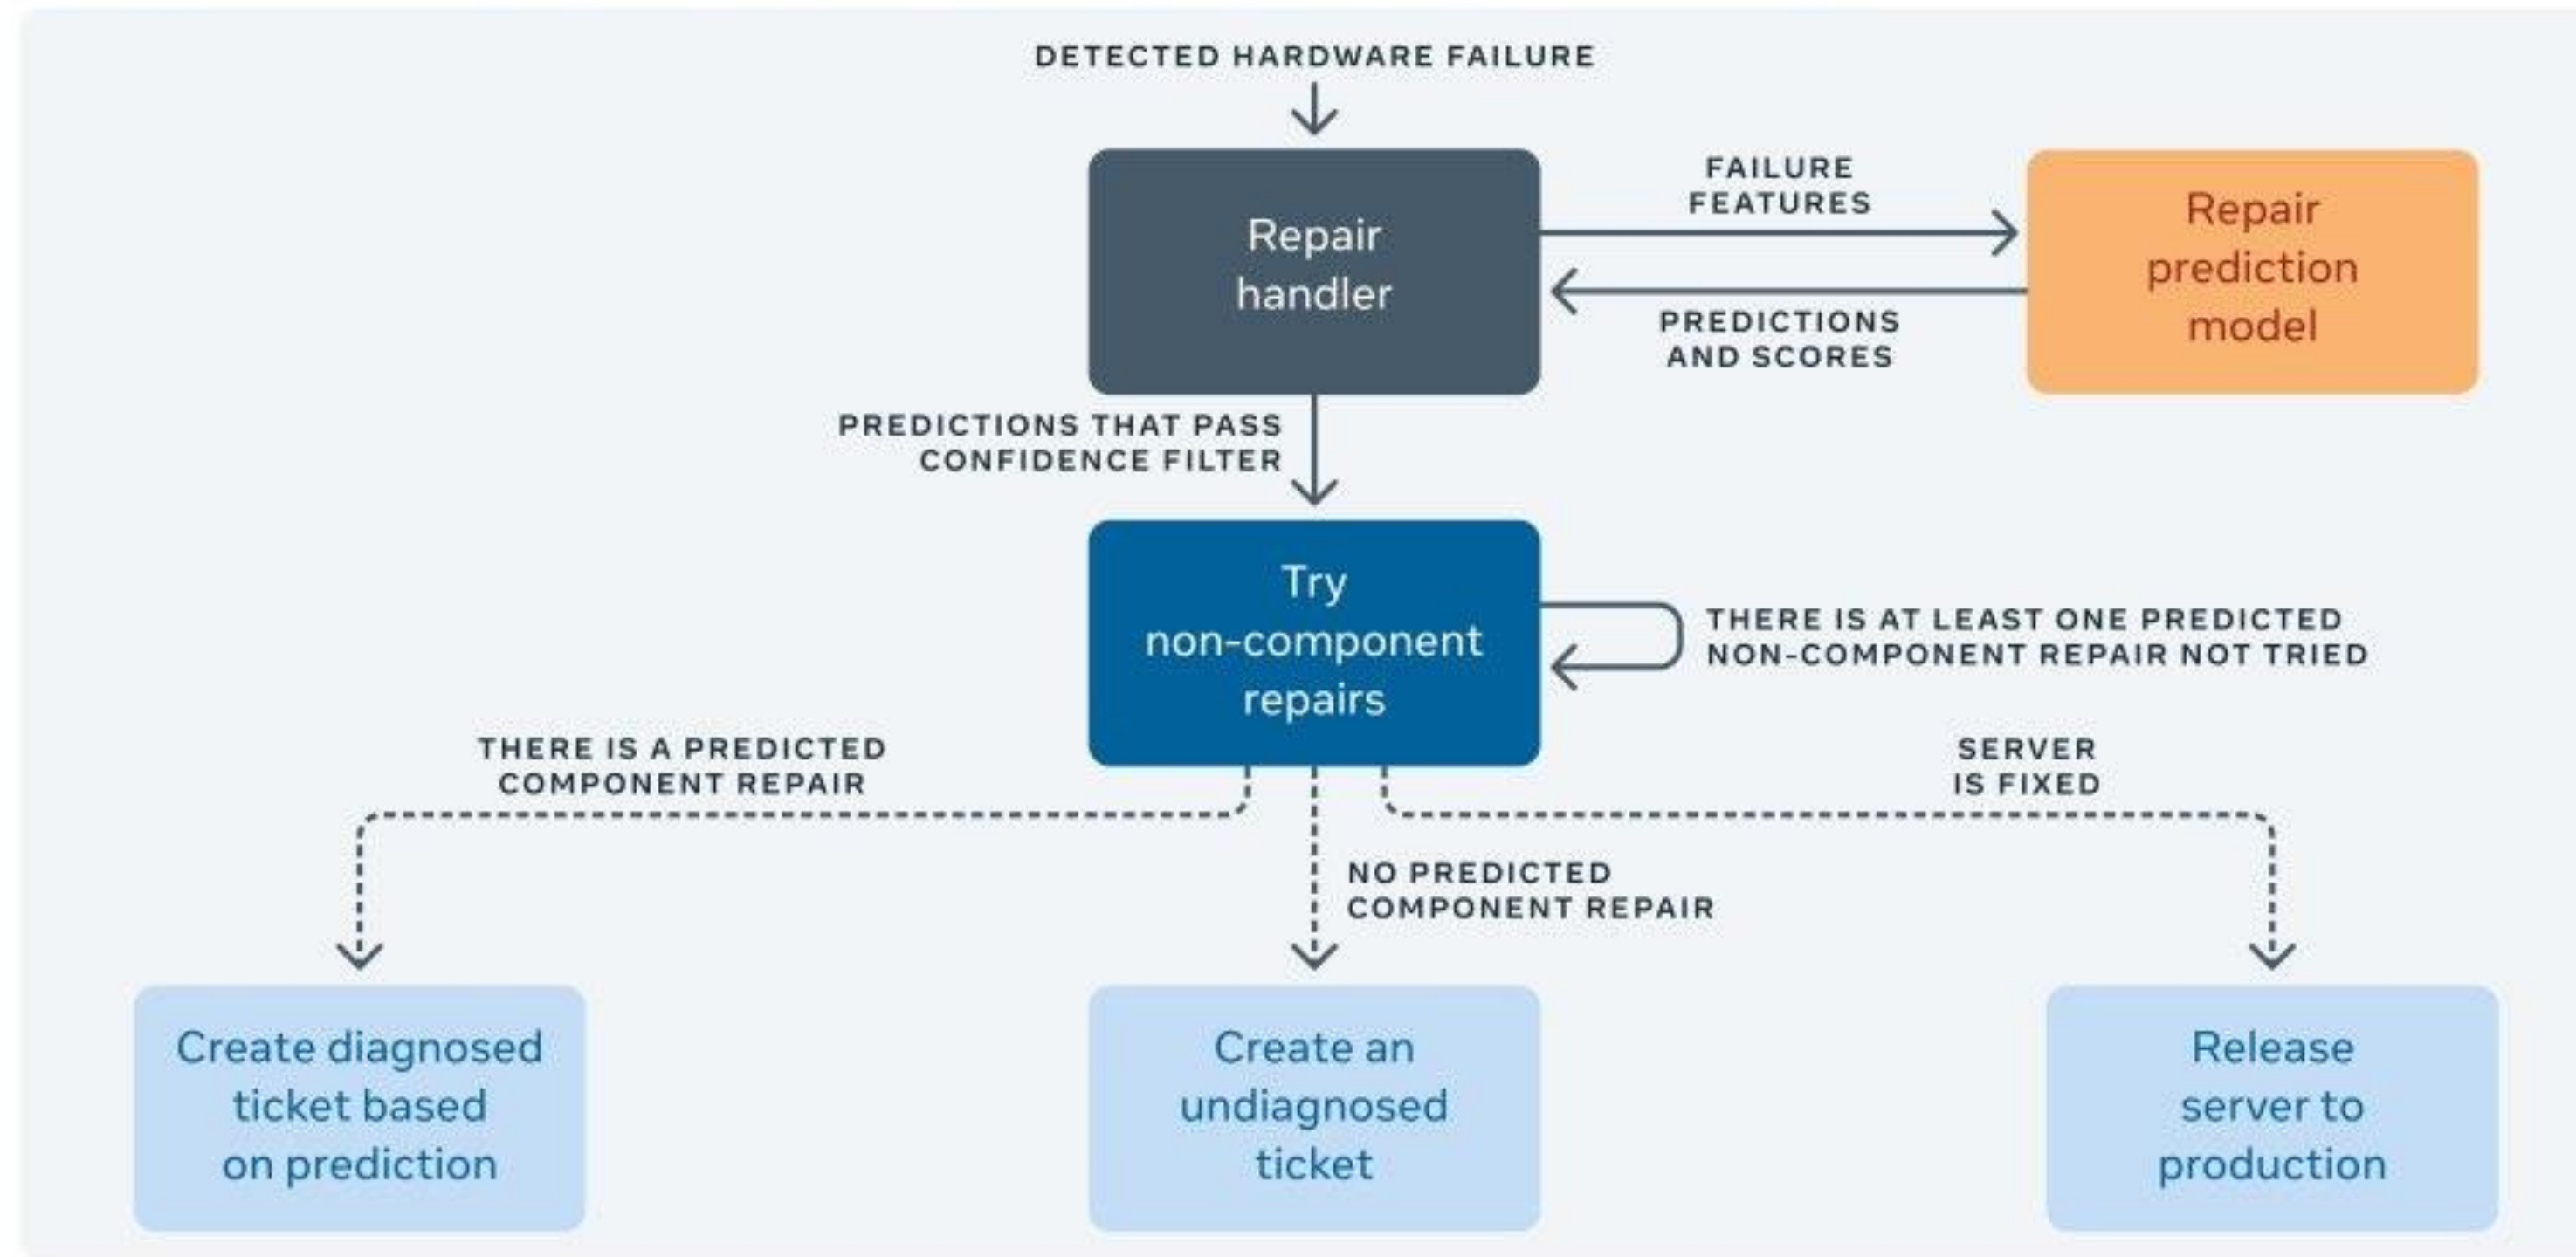 DETECTED HARDWARE FAILURE
Repair
handler
FAILURE
FEATURES
PREDICTIONS
AND SCORES
Repair
prediction
model
PREDICTIONS THAT PASS
CONFIDENCE FILTER
Try
non-component
repairs
THERE IS AT LEAST ONE PREDICTED
NON-COMPONENT REPAIR NOT TRIED
THERE IS A PREDICTED
COMPONENT REPAIR
NO PREDICTED
COMPONENT REPAIR
SERVER
IS FIXED
Create diagnosed
ticket based
on prediction
Create an
undiagnosed
ticket
Release
server to
production